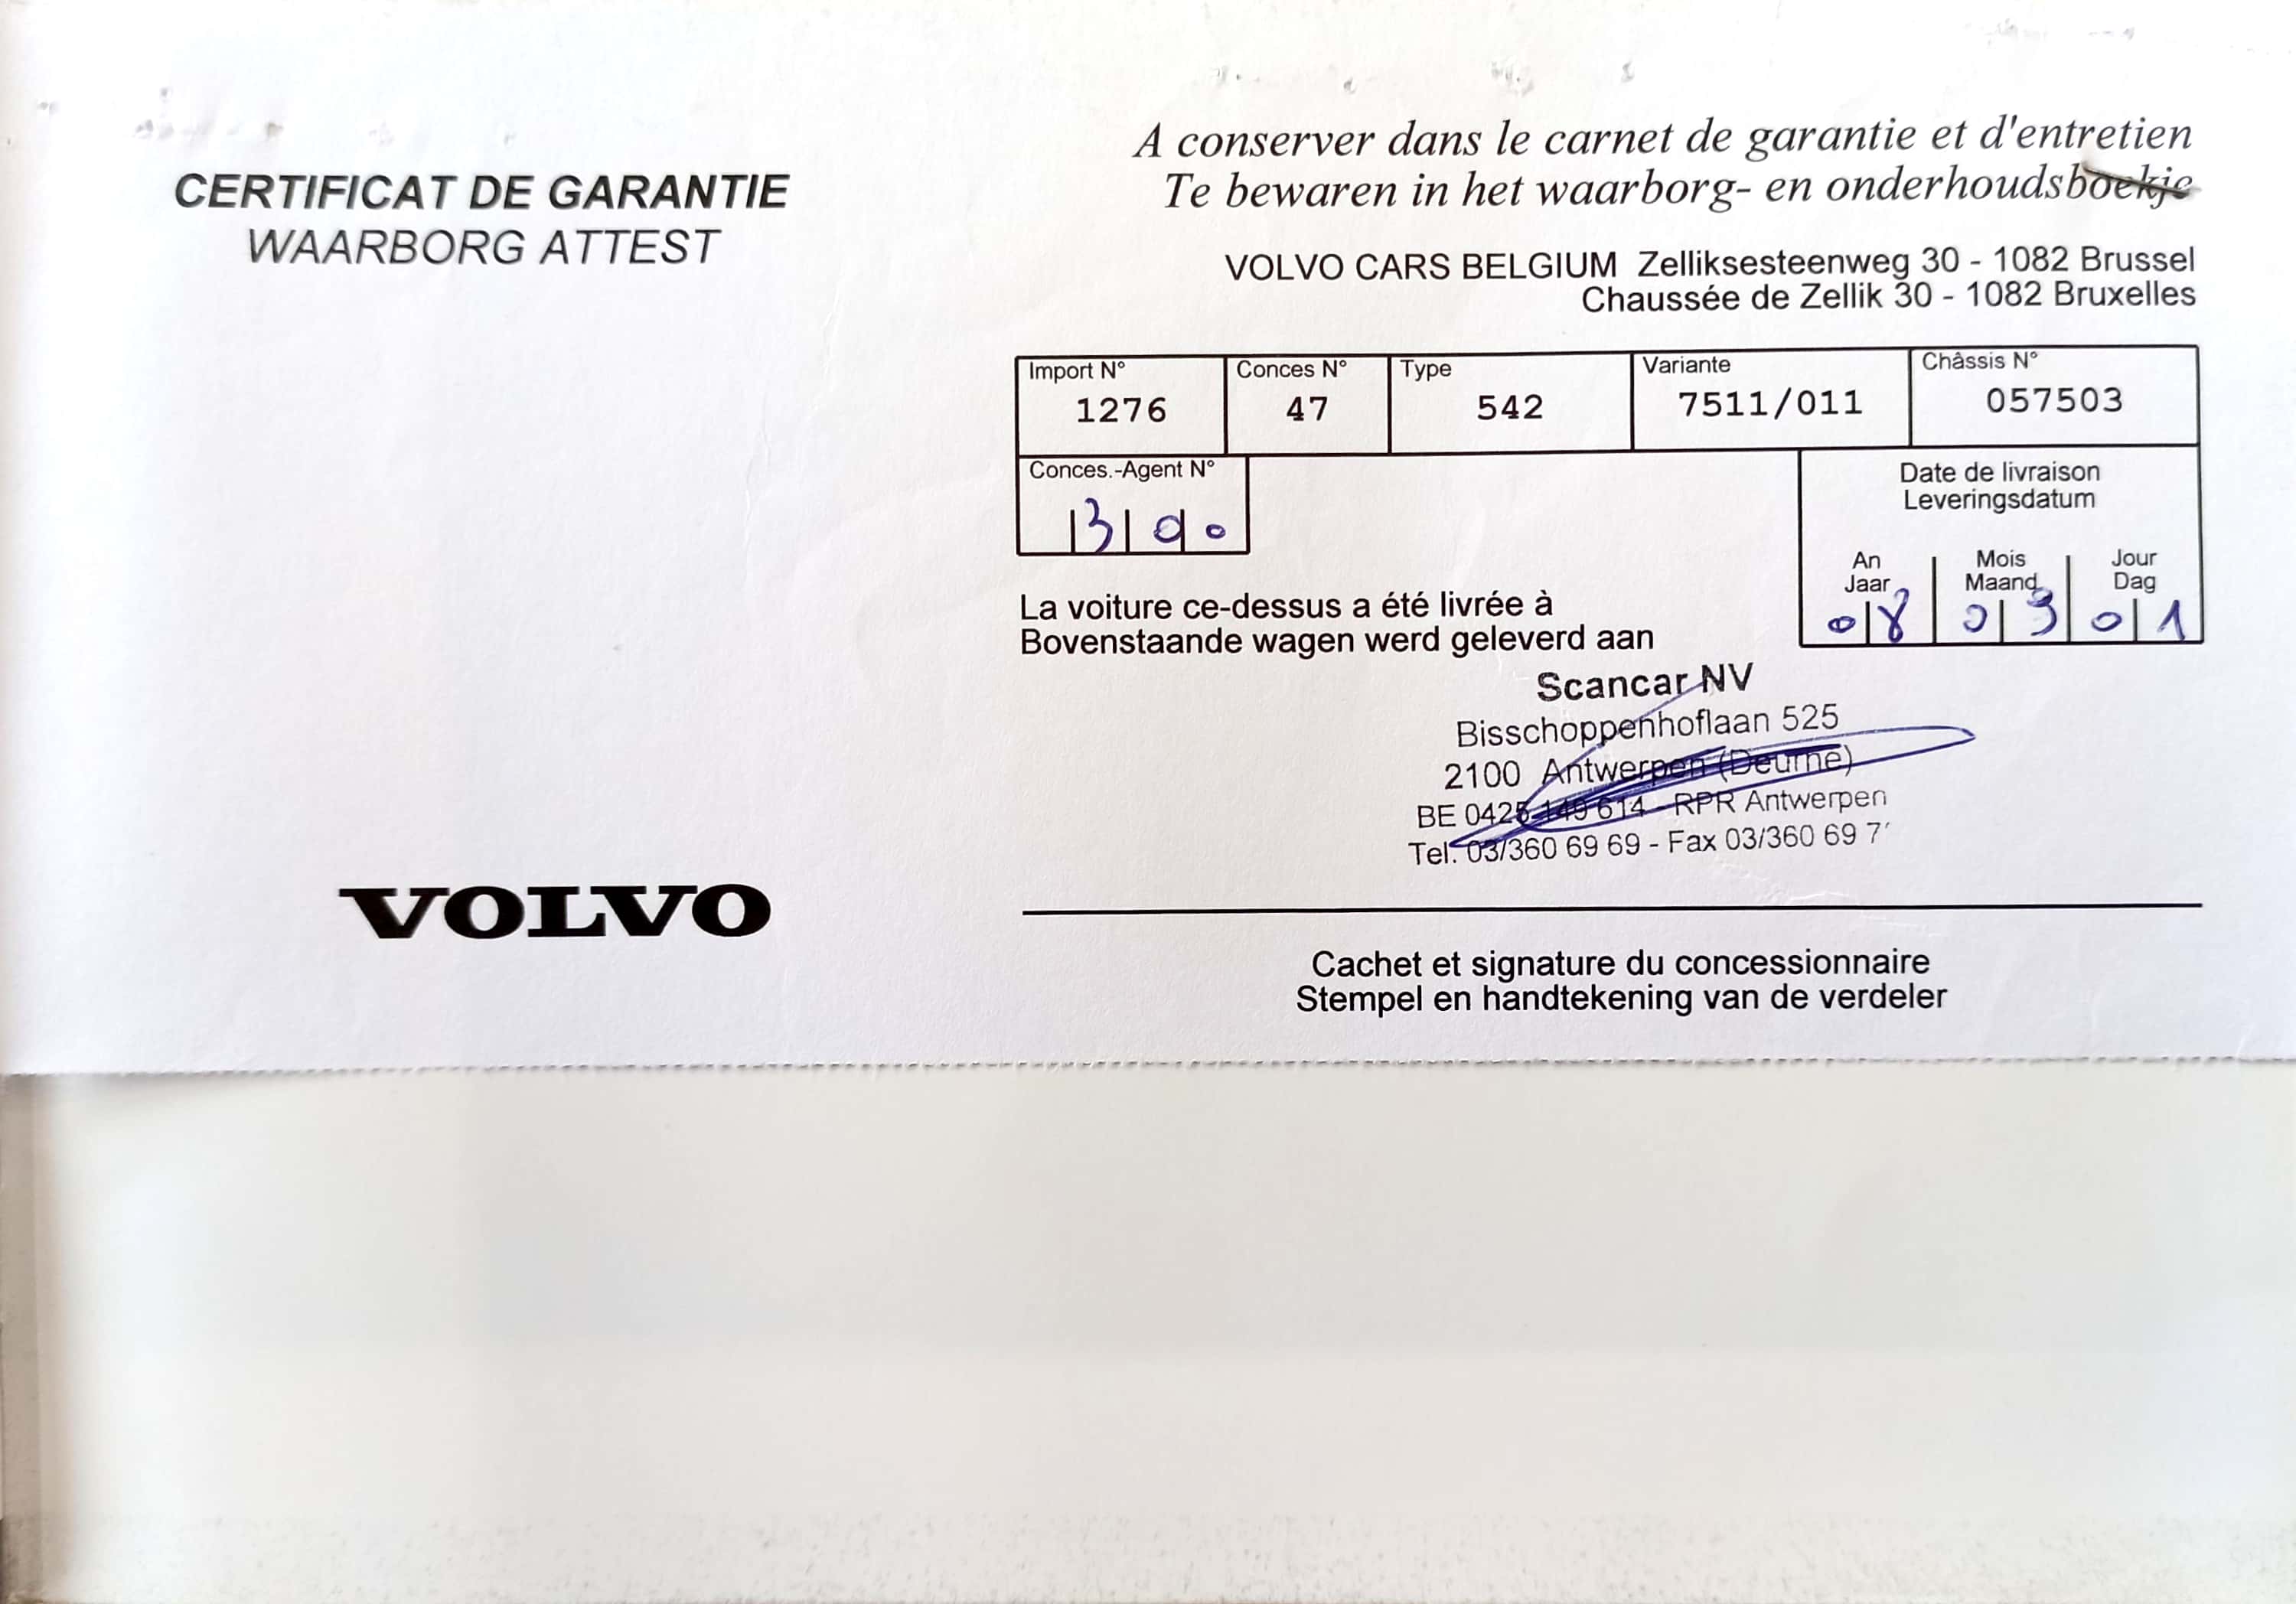 CERTIFICAT DE GARANTIE
WAARBORG ATTEST
A conserver dans le carnet de garantie et d'entretien
Te bewaren in het waarborg- en onderhoudsboekje
VOLVO CARS BELGIUM Zelliksesteenweg 30 - 1082 Brussel
Chaussée de Zellik 30 - 1082 Bruxelles
Import N° Conces N° Type Variante Châssis N°
1276 47 542 7511/011 057503
Conces.-Agent N°
Date de livraison
Leveringsdatum
An Mois Jour
Jaar Maand Dag
08 03 01
La voiture ce-dessus a été livrée à
Bovenstaande wagen werd geleverd aan
Scancar NV
Bisschoppenhoflaan 525
2100 Antwerpen (Deurne)
BE 0425 149 614 - RPR Antwerpen
Tel. 03/360 69 69 - Fax 03/360 69
VOLVO
Cachet et signature du concessionnaire
Stempel en handtekening van de verdeler